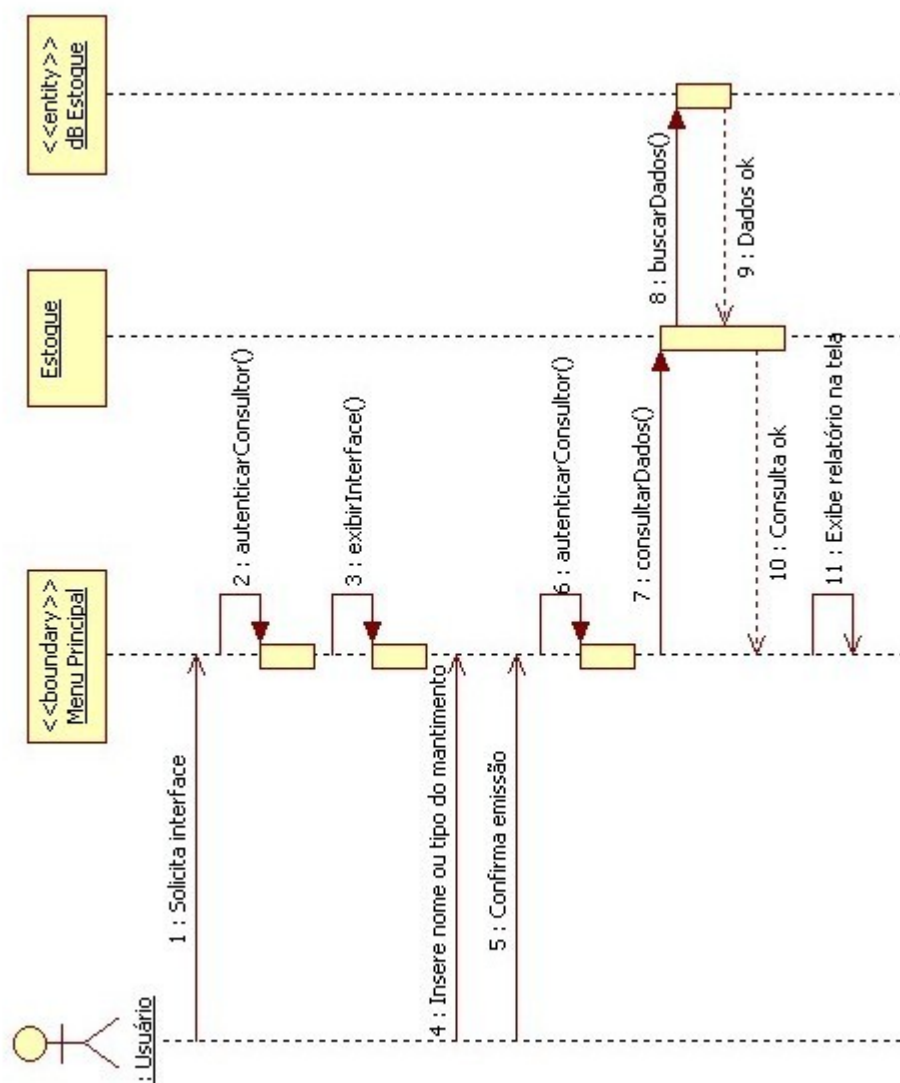 : Usuário
<<boundary>>
Menu Principal
Estoque
<<entity>>
dB Estoque
1 : Solicita interface
2 : autenticarConsultor()
3 : exibirInterface()
4 : Insere nome ou tipo do mantimento
5 : Confirma emissão
6 : autenticarConsultor()
7 : consultarDados()
8 : buscarDados()
9 : Dados ok
10 : Consulta ok
11 : Exibe relatório na tela